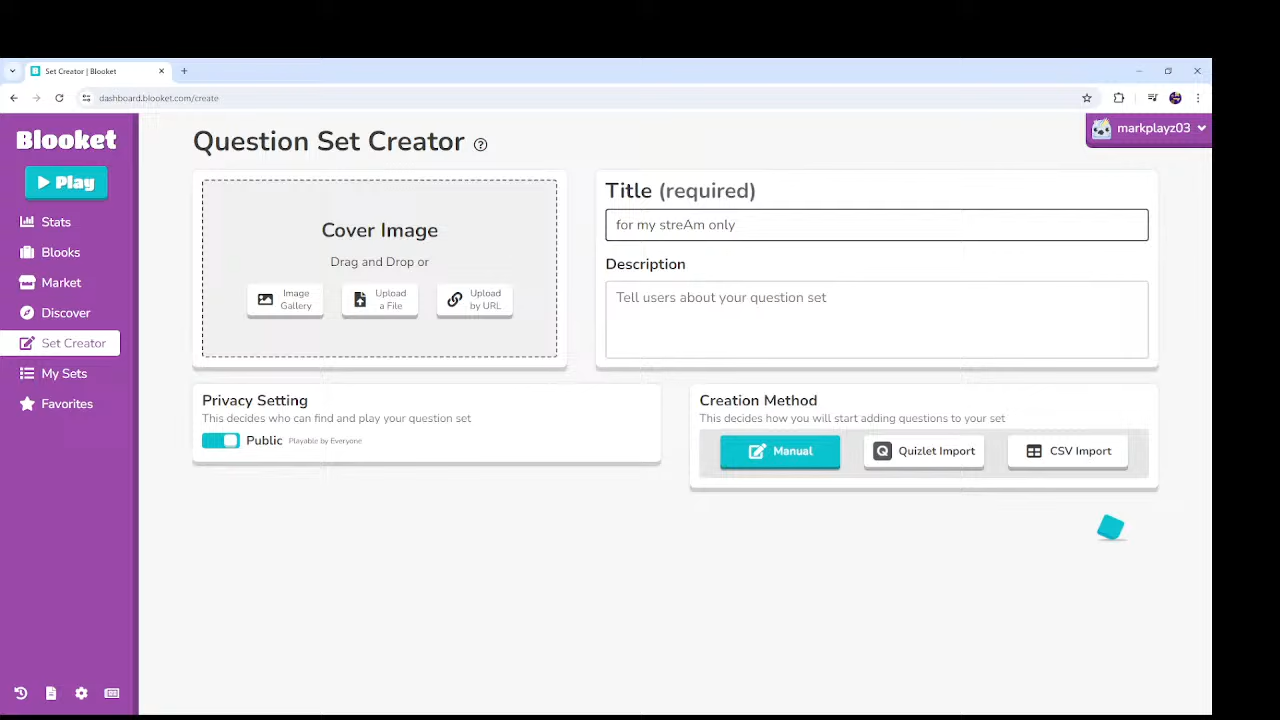 Set Creator | Blooket
dashboard.blooket.com/create
Blooket
Play
Stats
Blooks
Market
Discover
Set Creator
My Sets
Favorites
markplayz03
Question Set Creator
Cover Image
Drag and Drop or
Image
Gallery
Upload
a File
Upload
by URL
Title (required)
for my streAm only
Description
Tell users about your question set
Privacy Setting
This decides who can find and play your question set
Public Playable by Everyone
Creation Method
This decides how you will start adding questions to your set
Manual
Q Quizlet Import
CSV Import